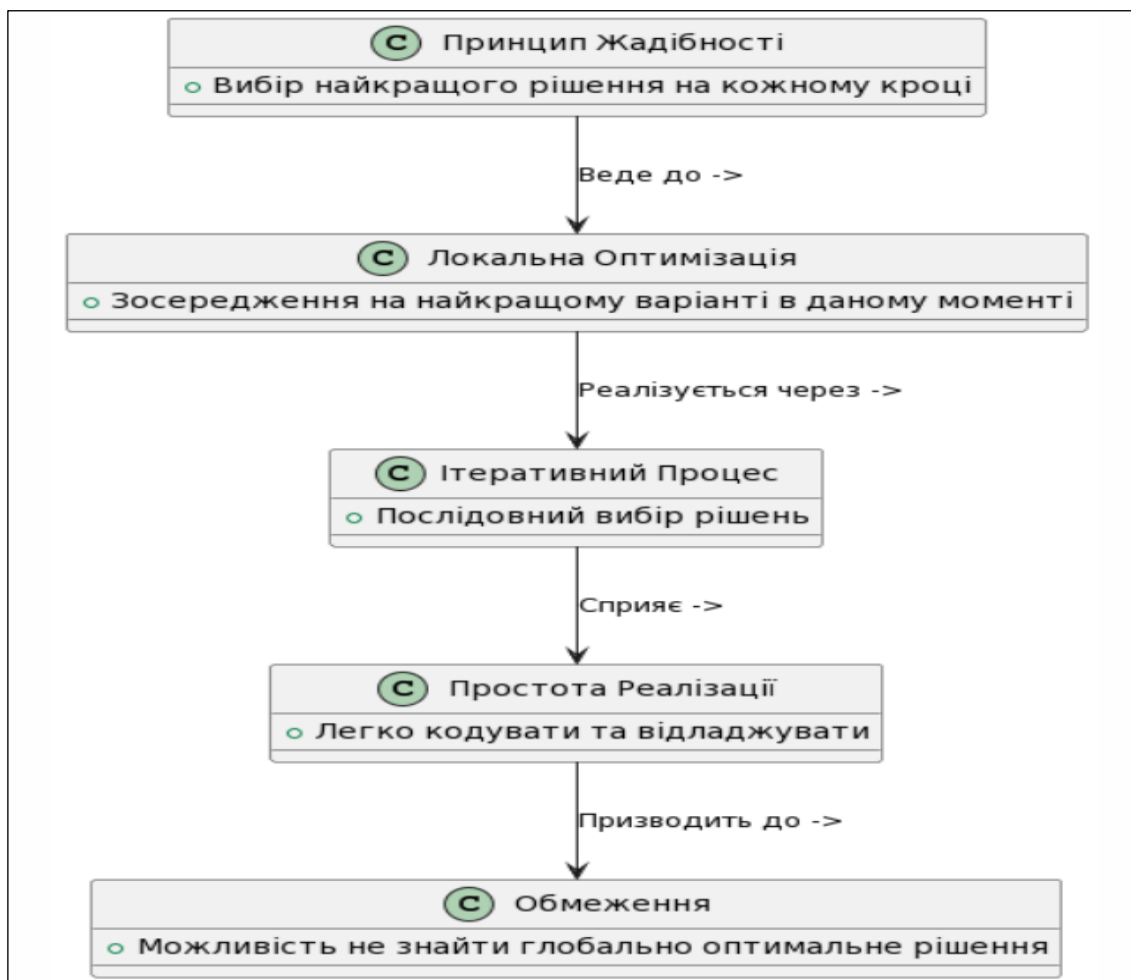 C Принцип Жадібності
Вибір найкращого рішення на кожному кроці
Веде до ->
C Локальна Оптимізація
Зосередження на найкращому варіанті в даному моменті
Реалізується через ->
C Ітеративний Процес
Послідовний вибір рішень
Сприяє ->
C Простота Реалізації
Легко кодувати та відладжувати
Призводить до ->
C Обмеження
Можливість не знайти глобально оптимальне рішення